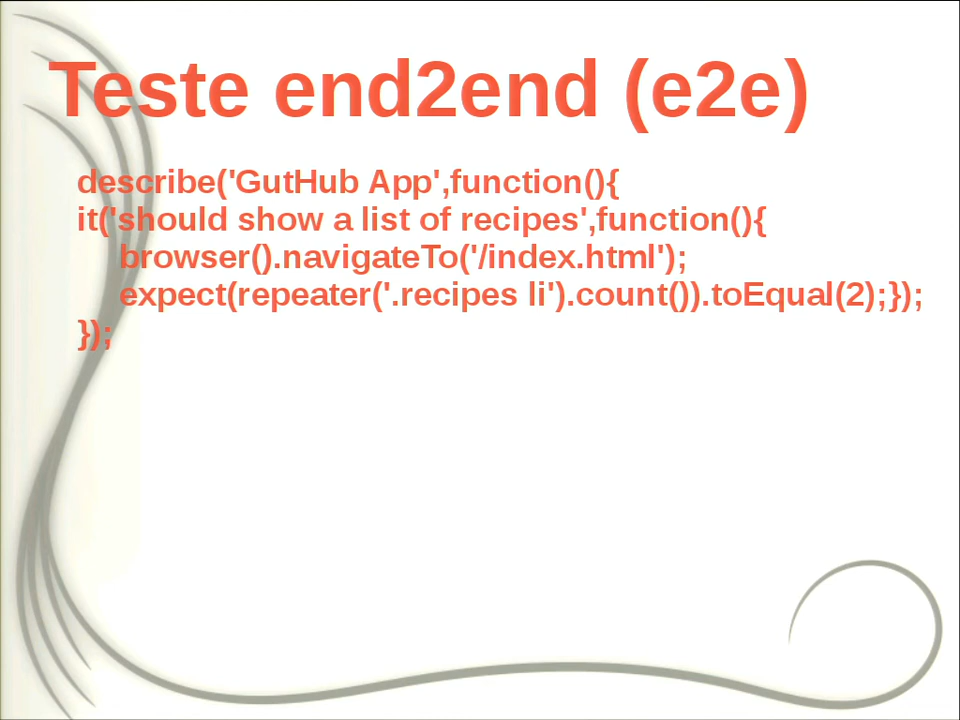 Teste end2end (e2e)
describe('GutHub App',function(){
it('should show a list of recipes',function(){
browser().navigateTo('/index.html');
expect(repeater('.recipes li').count()).toEqual(2);});
});